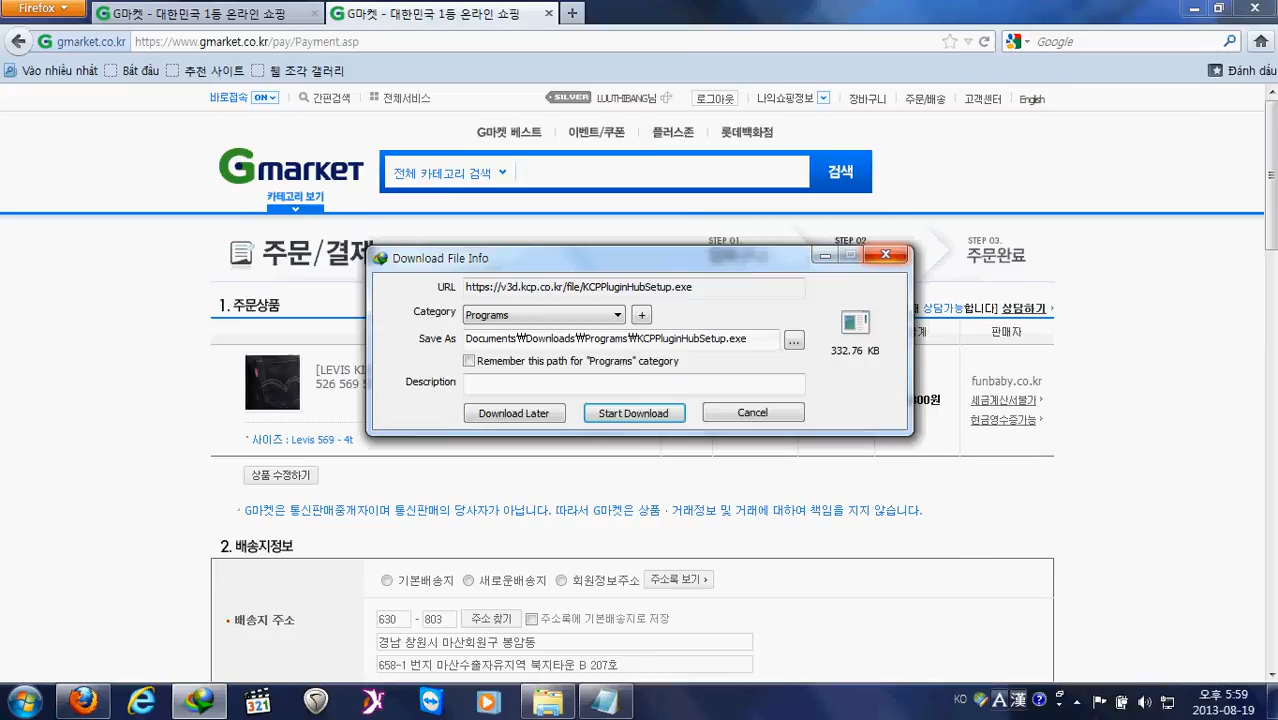 Firefox
G마켓 - 대한민국 1등 온라인 쇼핑
G마켓 - 대한민국 1등 온라인 쇼핑
gmarket.co.kr
https://www.gmarket.co.kr/pay/Payment.asp
Google
Vào nhiều nhất
Bắt đầu
추천 사이트
웹 조각 갤러리
Đánh dấu
바로접속 ON
간편검색
전체서비스
SILVER
LUUTHIBANG님
로그아웃
나의쇼핑정보
장바구니
주문/배송
고객센터
English
G마켓 베스트
이벤트/쿠폰
플러스존
롯데백화점
Gmarket
전체 카테고리 검색
검색
카테고리 보기
주문/결제
STEP 01.
STEP 02.
STEP 03.
주문완료
Download File Info
URL
https://v3d.kcp.co.kr/file/KCPPluginHubSetup.exe
Category
Programs
+
Save As
Documents₩Downloads₩Programs₩KCPPluginHubSetup.exe
...
332.76 KB
Remember this path for "Programs" category
Description
Download Later
Start Download
Cancel
1. 주문상품
상담가능합니다] 상담하기
판매자
[LEVIS KI
526 569 5
funbaby.co.kr
세금계산서불가
현금영수증가능
사이즈 : Levis 569 - 4t
상품 수정하기
G마켓은 통신판매중개자이며 통신판매의 당사자가 아닙니다. 따라서 G마켓은 상품ㆍ거래정보 및 거래에 대하여 책임을 지지 않습니다.
2. 배송지정보
기본배송지
새로운배송지
회원정보주소
주소록 보기
배송지 주소
630 - 803
주소 찾기
주소록에 기본배송지로 저장
경남 창원시 마산회원구 봉암동
658-1 번지 마산수출자유지역 복지타운 B 207호
321
KO
A
漢
오후 5:59
2013-08-19